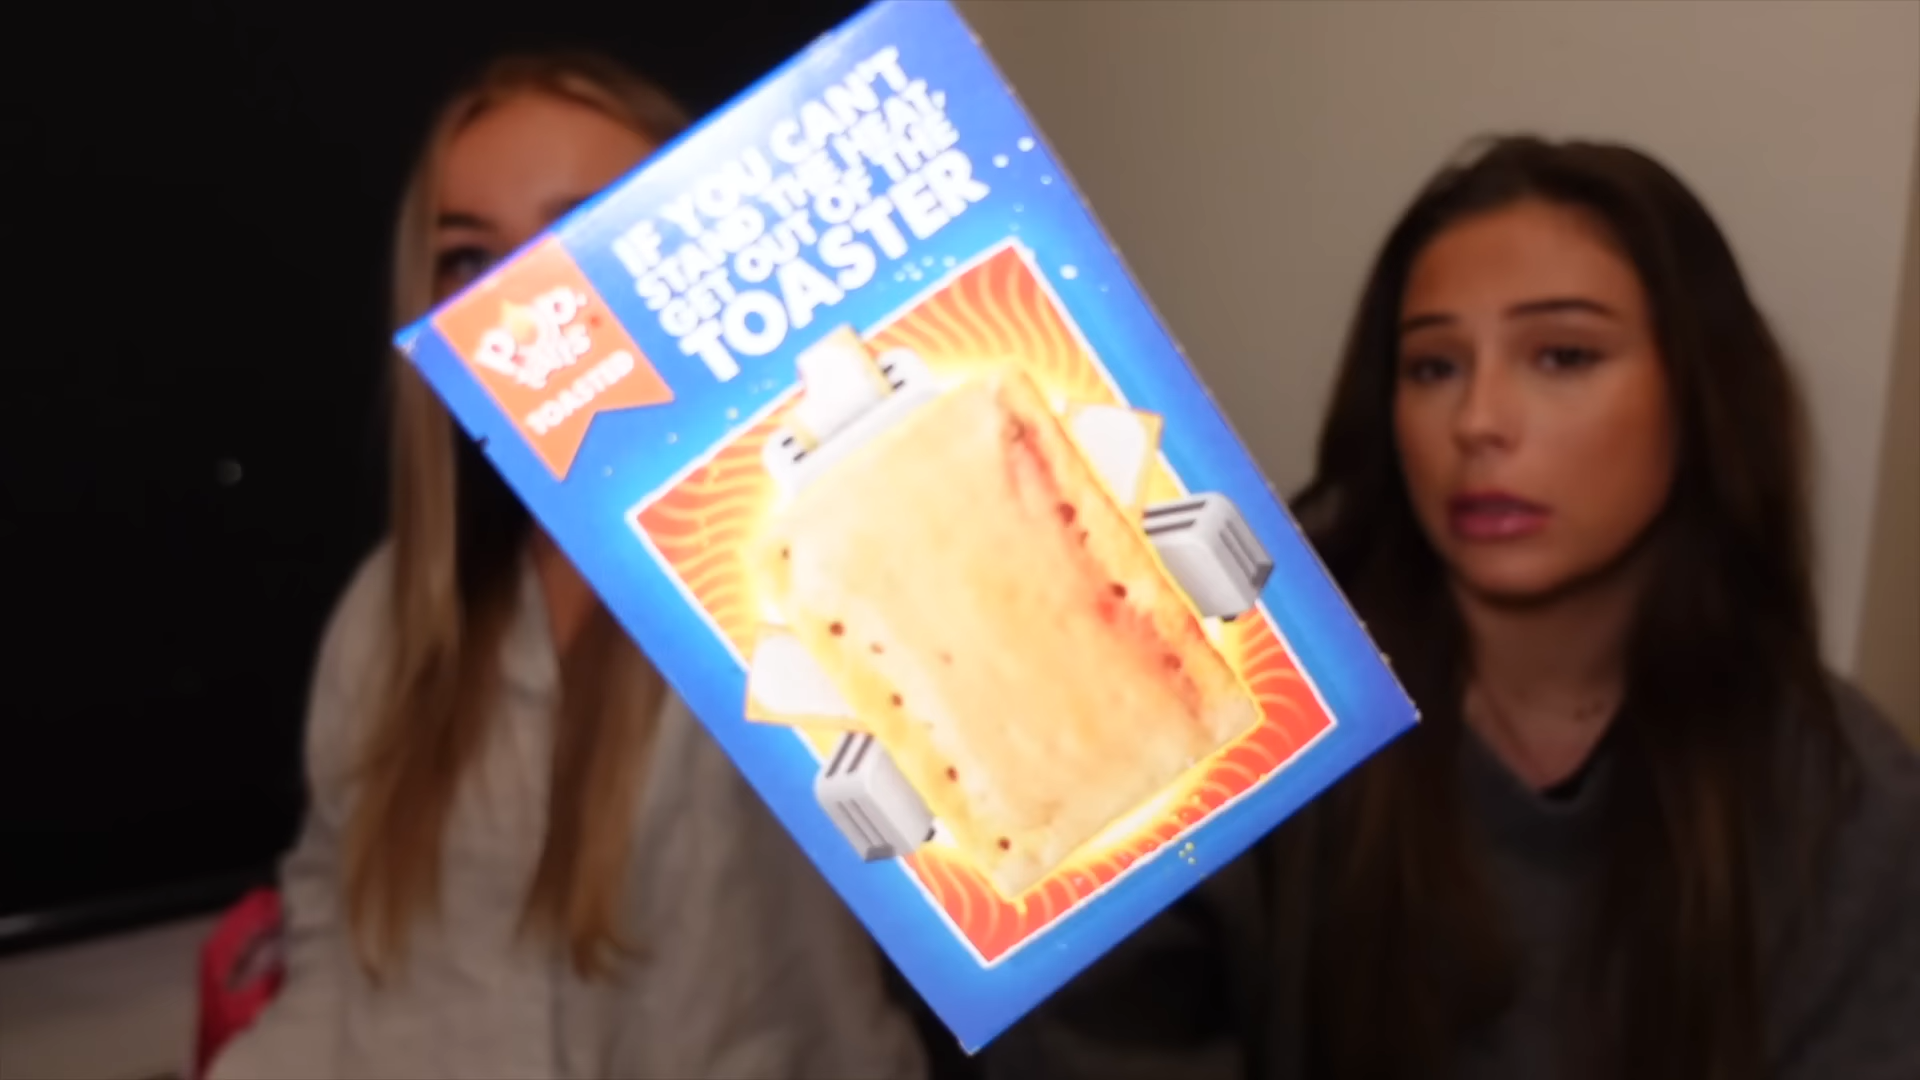 IF YOU CAN'T
STAND THE HEAT,
GET OUT OF THE
TOASTER
POP
TARTS
TOASTED